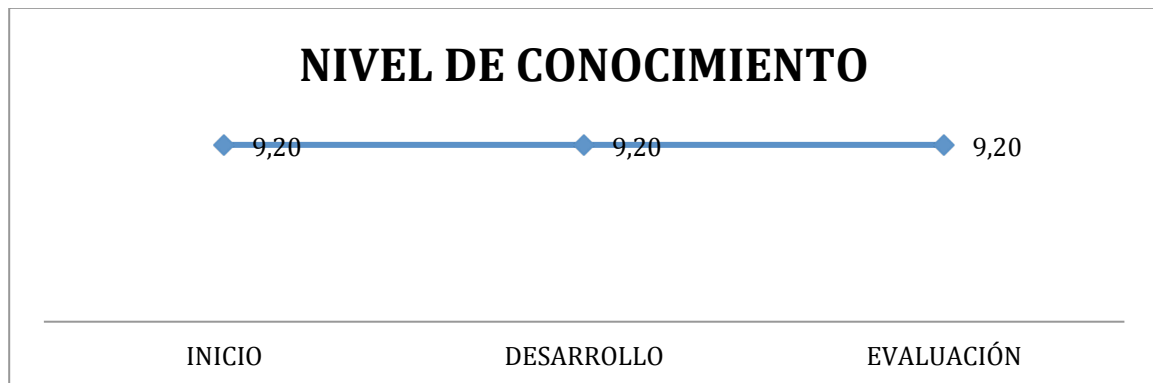 NIVEL DE CONOCIMIENTO
9,20 9,20 9,20
INICIO DESARROLLO EVALUACIÓN